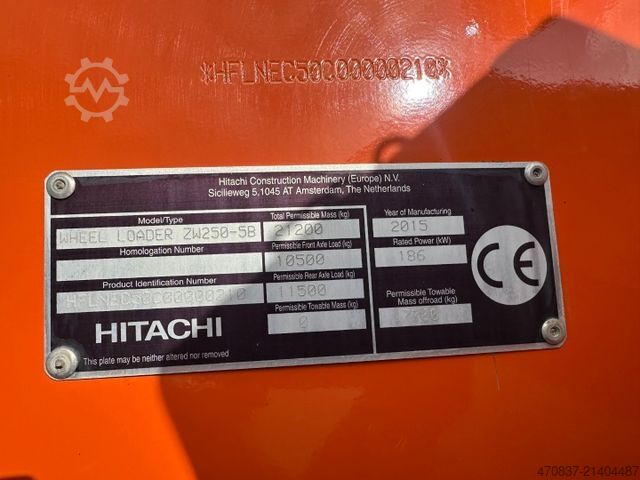 *HFLNEC50C00000210*
Hitachi Construction Machinery (Europe) N.V.
Sicilieweg 5,1045 AT Amsterdam, The Netherlands
Model/Type
WHEEL LOADER ZW250-5B
Homologation Number
Product Identification Number
HFLNEC50C00000210
HITACHI
This plate may be neither altered nor removed
Total Permissible Mass (kg)
21200
Permissible Front Axle Load (kg)
10500
Permissible Rear Axle Load (kg)
11500
Permissible Towable Mass (kg)
0
Year of Manufacturing
2015
Rated Power (kW)
186
Permissible Towable
Mass offroad (kg)
CE
470837-21404487